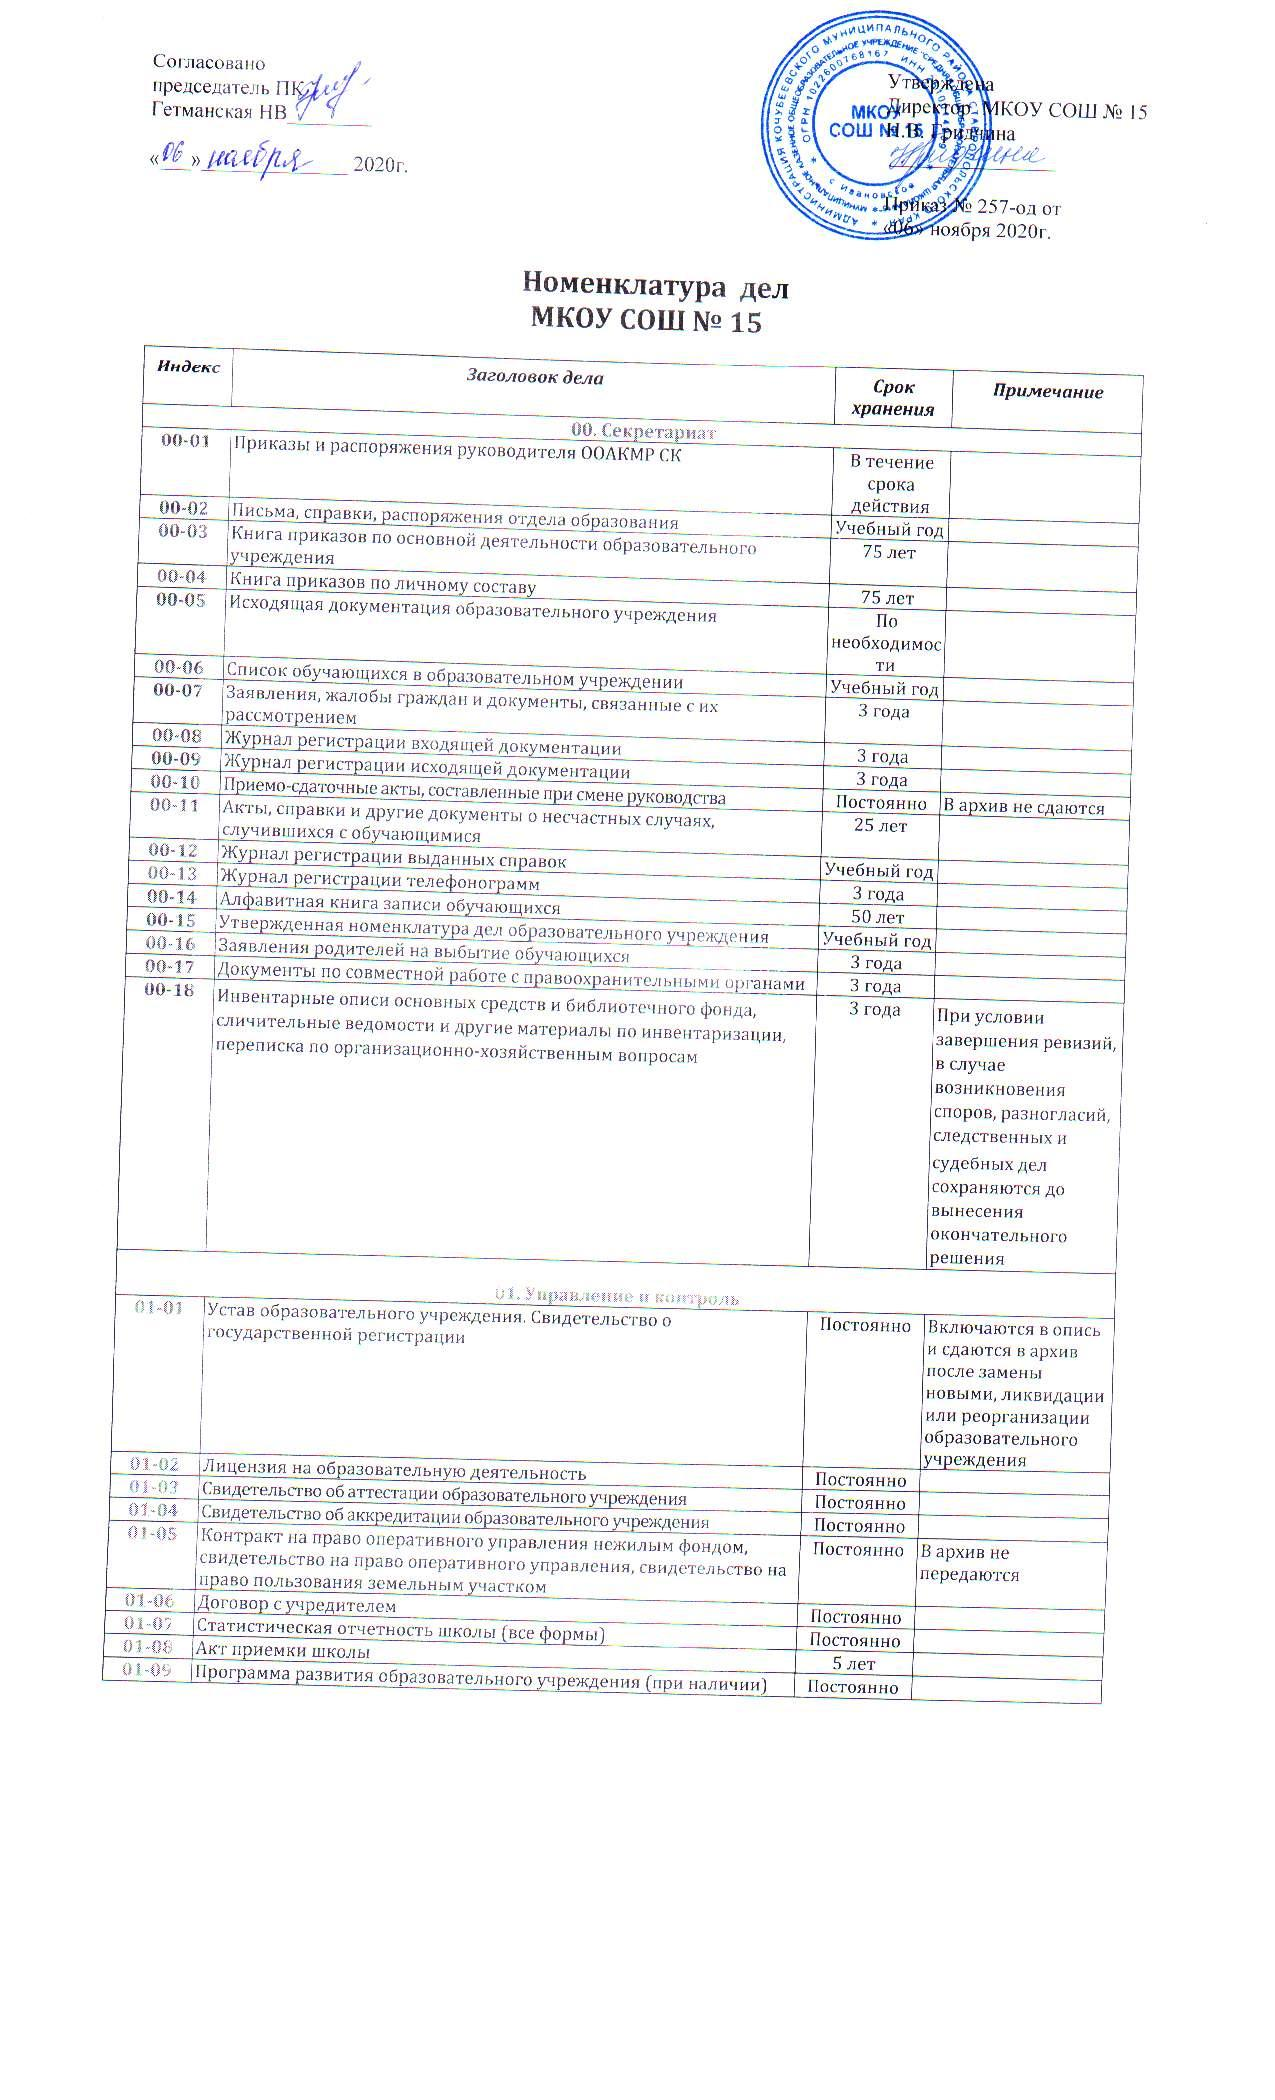 Согласовано
председатель ПК
Гетманская НВ
«06» ноября 2020г.
Утверждена
Директор МКОУ СОШ № 15
Н.В. Гридчина
Приказ № 257-од от
«06» ноября 2020г.
МКОУ
СОШ № 15
Номенклатура дел
МКОУ СОШ № 15
Индекс Заголовок дела Срок Примечание
хранения
00. Секретариат
00-01 Приказы и распоряжения руководителя ООАКМР СК В течение
срока
действия
00-02 Письма, справки, распоряжения отдела образования Учебный год
00-03 Книга приказов по основной деятельности образовательного 75 лет
учреждения
00-04 Книга приказов по личному составу 75 лет
00-05 Исходящая документация образовательного учреждения По
необходимос
ти
00-06 Список обучающихся в образовательном учреждении Учебный год
00-07 Заявления, жалобы граждан и документы, связанные с их 3 года
рассмотрением
00-08 Журнал регистрации входящей документации 3 года
00-09 Журнал регистрации исходящей документации 3 года
00-10 Приемо-сдаточные акты, составленные при смене руководства Постоянно В архив не сдаются
00-11 Акты, справки и другие документы о несчастных случаях, 25 лет
случившихся с обучающимися
00-12 Журнал регистрации выданных справок Учебный год
00-13 Журнал регистрации телефонограмм 3 года
00-14 Алфавитная книга записи обучающихся 50 лет
00-15 Утвержденная номенклатура дел образовательного учреждения Учебный год
00-16 Заявления родителей на выбытие обучающихся 3 года
00-17 Документы по совместной работе с правоохранительными органами 3 года
00-18 Инвентарные описи основных средств и библиотечного фонда, 3 года
сличительные ведомости и другие материалы по инвентаризации,
переписка по организационно-хозяйственным вопросам
При условии
завершения ревизий,
в случае
возникновения
споров, разногласий,
следственных и
судебных дел
сохраняются до
вынесения
окончательного
решения
01. Управление и контроль
01-01 Устав образовательного учреждения. Свидетельство о Постоянно
государственной регистрации
Включаются в опись
и сдаются в архив
после замены
новыми, ликвидации
или реорганизации
образовательного
учреждения
01-02 Лицензия на образовательную деятельность Постоянно
01-03 Свидетельство об аттестации образовательного учреждения Постоянно
01-04 Свидетельство об аккредитации образовательного учреждения Постоянно
01-05 Контракт на право оперативного управления нежилым фондом, Постоянно В архив не
свидетельство на право оперативного управления, свидетельство на передаются
право пользования земельным участком
01-06 Договор с учредителем Постоянно
01-07 Статистическая отчетность школы (все формы) Постоянно
01-08 Акт приемки школы 5 лет
01-09 Программа развития образовательного учреждения (при наличии) Постоянно